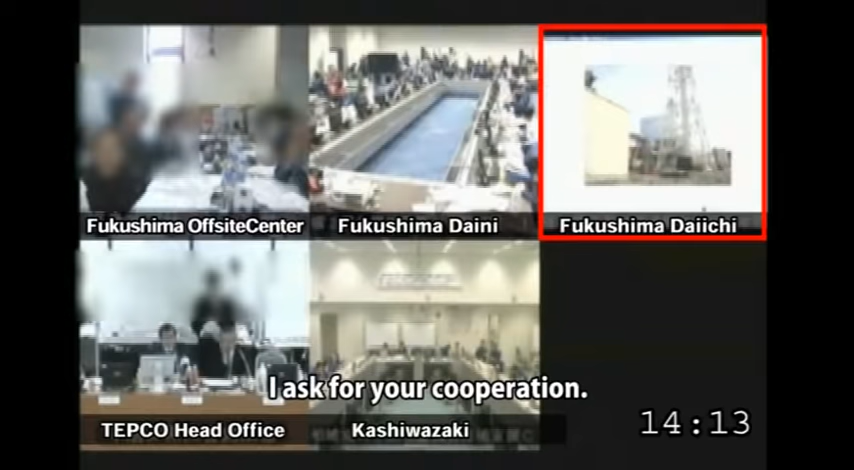 Fukushima OffsiteCenter
Fukushima Daini
Fukushima Daiichi
I ask for your cooperation.
TEPCO Head Office
Kashiwazaki
14:13